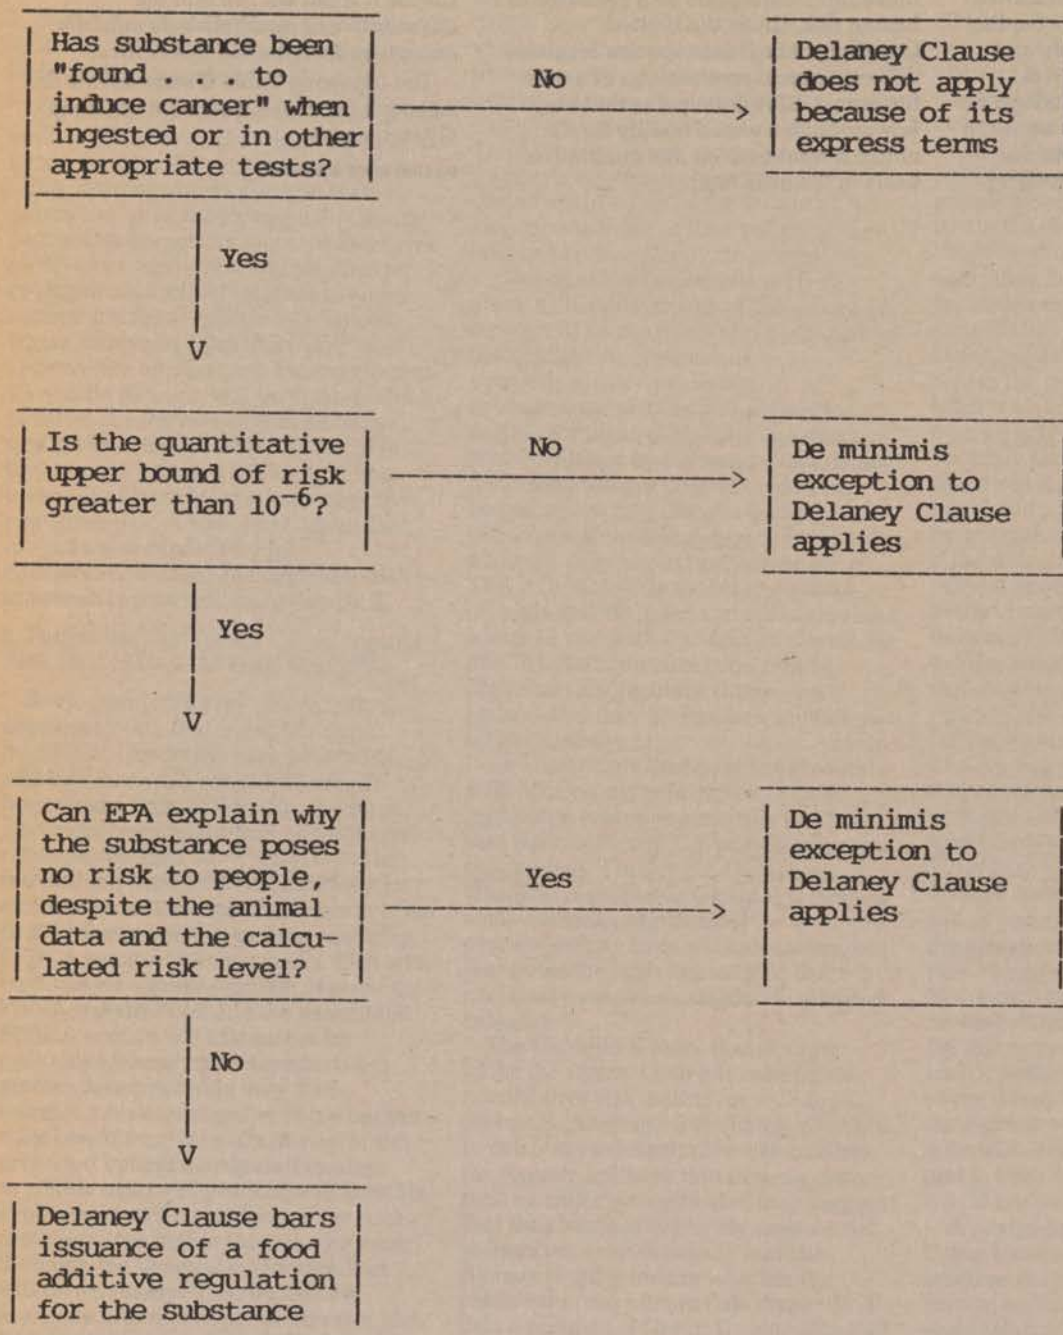 Has substance been
"found . . . to
induce cancer" when
ingested or in other
appropriate tests?
No
Delaney Clause
does not apply
because of its
express terms
Yes
Is the quantitative
upper bound of risk
greater than 10⁻⁶?
No
De minimis
exception to
Delaney Clause
applies
Yes
Can EPA explain why
the substance poses
no risk to people,
despite the animal
data and the calcu-
lated risk level?
Yes
De minimis
exception to
Delaney Clause
applies
No
Delaney Clause bars
issuance of a food
additive regulation
for the substance